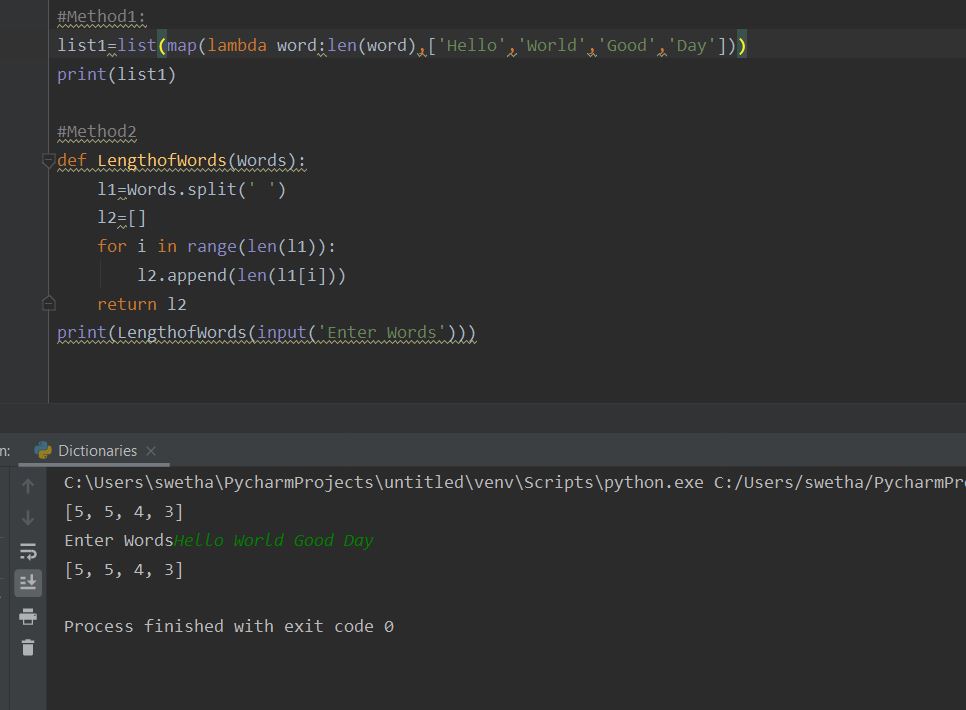 #Method1:
list1=list(map(lambda word:len(word),['Hello','World','Good','Day']))
print(list1)
#Method2
def LengthofWords(Words):
l1=Words.split(' ')
l2=[]
for i in range(len(l1)):
l2.append(len(l1[i]))
return l2
print(LengthofWords(input('Enter Words')))
n: Dictionaries
C:\Users\swetha\PycharmProjects\untitled\venv\Scripts\python.exe C:/Users/swetha/PycharmPr
[5, 5, 4, 3]
Enter WordsHello World Good Day
[5, 5, 4, 3]
Process finished with exit code 0